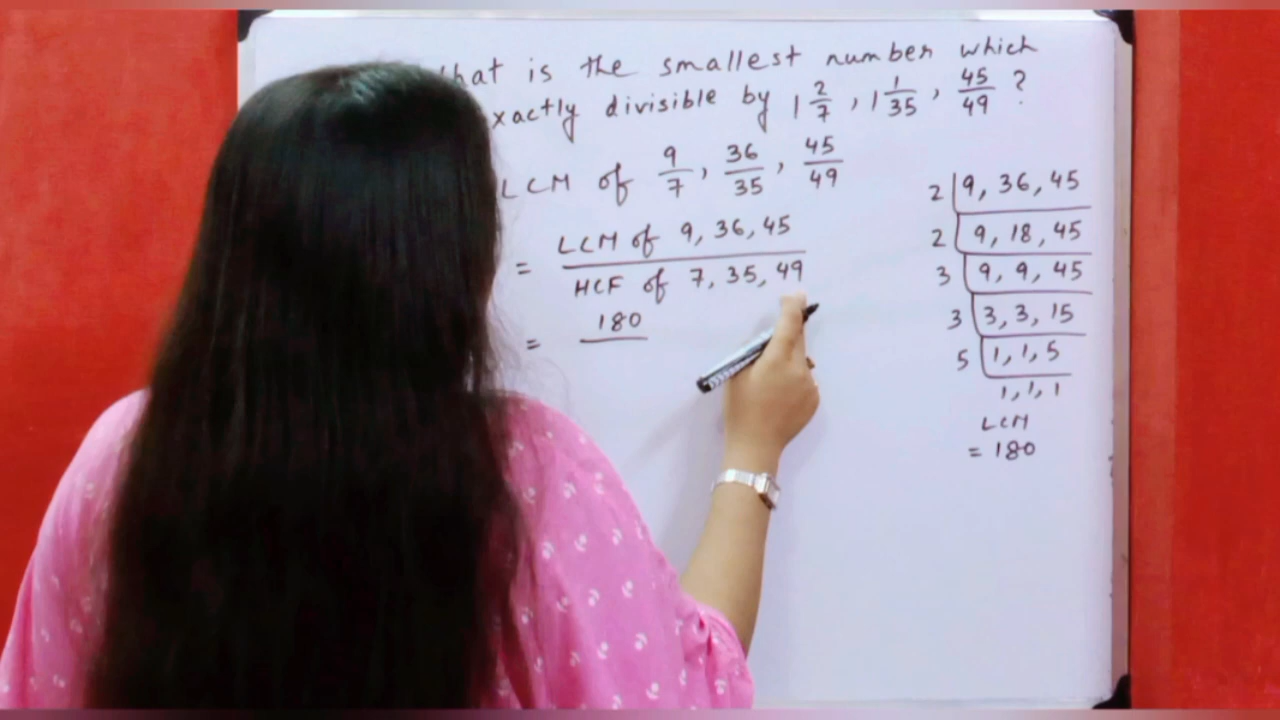 hat is the smallest number which
xactly divisible by 1 2/7, 1 1/35, 45/49 ?
LCM of 9/7, 36/35, 45/49
= LCM of 9, 36, 45 / HCF of 7, 35, 49
= 180
2 | 9, 36, 45
2 | 9, 18, 45
3 | 9, 9, 45
3 | 3, 3, 15
5 | 1, 1, 5
1, 1, 1
LCM
= 180